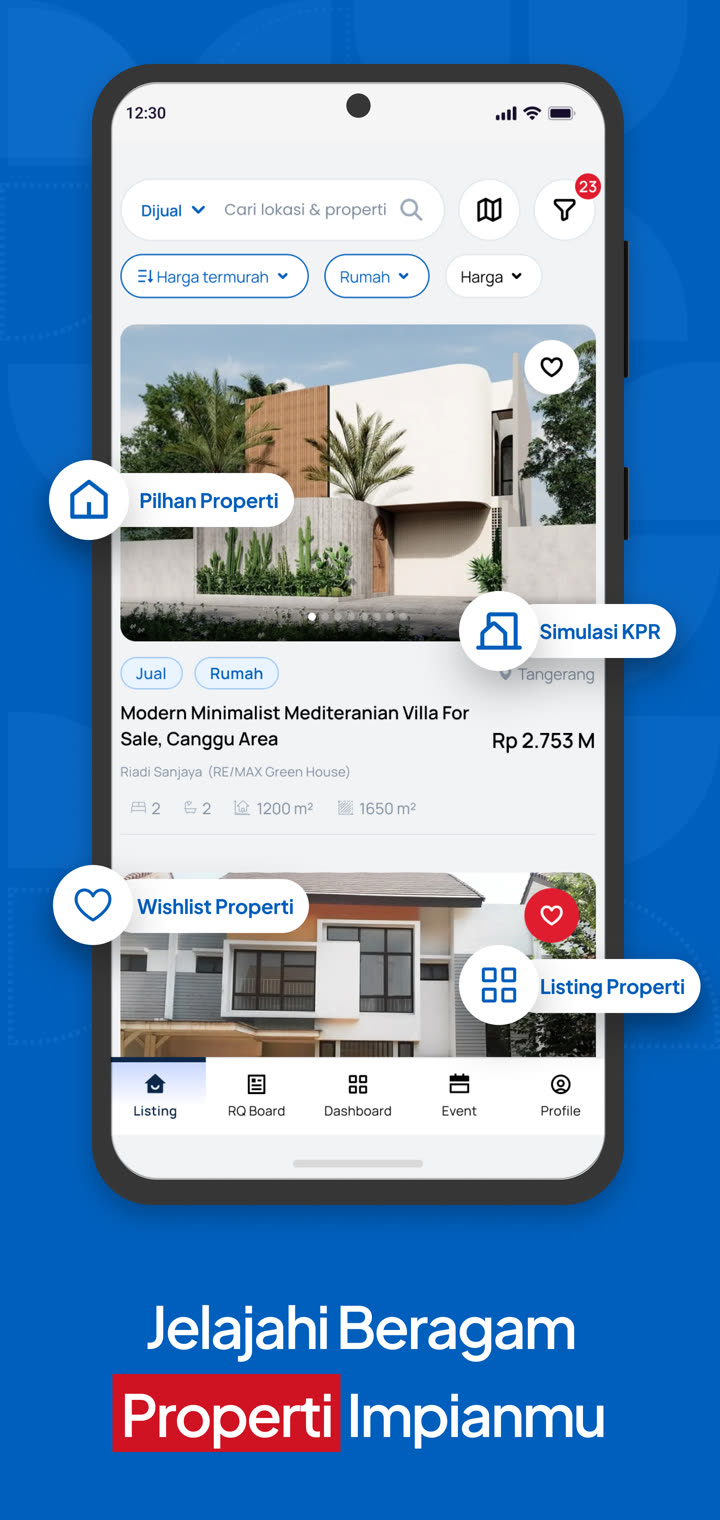 12:30
23
Dijual Cari lokasi & properti
Harga termurah Rumah Harga
Pilhan Properti
Simulasi KPR
Jual Rumah Tangerang
Modern Minimalist Mediteranian Villa For
Sale, Canggu Area
Rp 2.753 M
Riadi Sanjaya (RE/MAX Green House)
2 2 1200 m² 1650 m²
Wishlist Properti
Listing Properti
Listing RQ Board Dashboard Event Profile
Jelajahi Beragam
Properti Impianmu